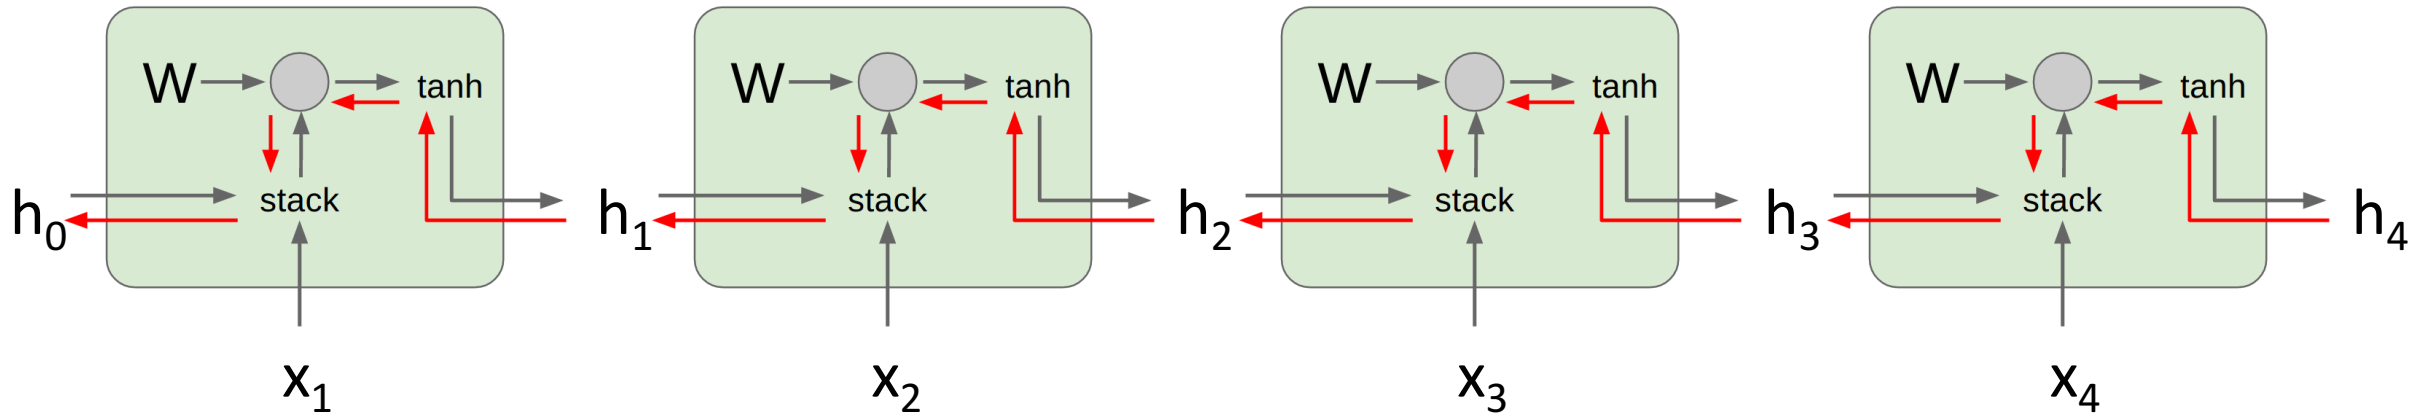 W tanh W tanh W tanh W tanh
h₀ stack h₁ stack h₂ stack h₃ stack h₄
x₁ x₂ x₃ x₄